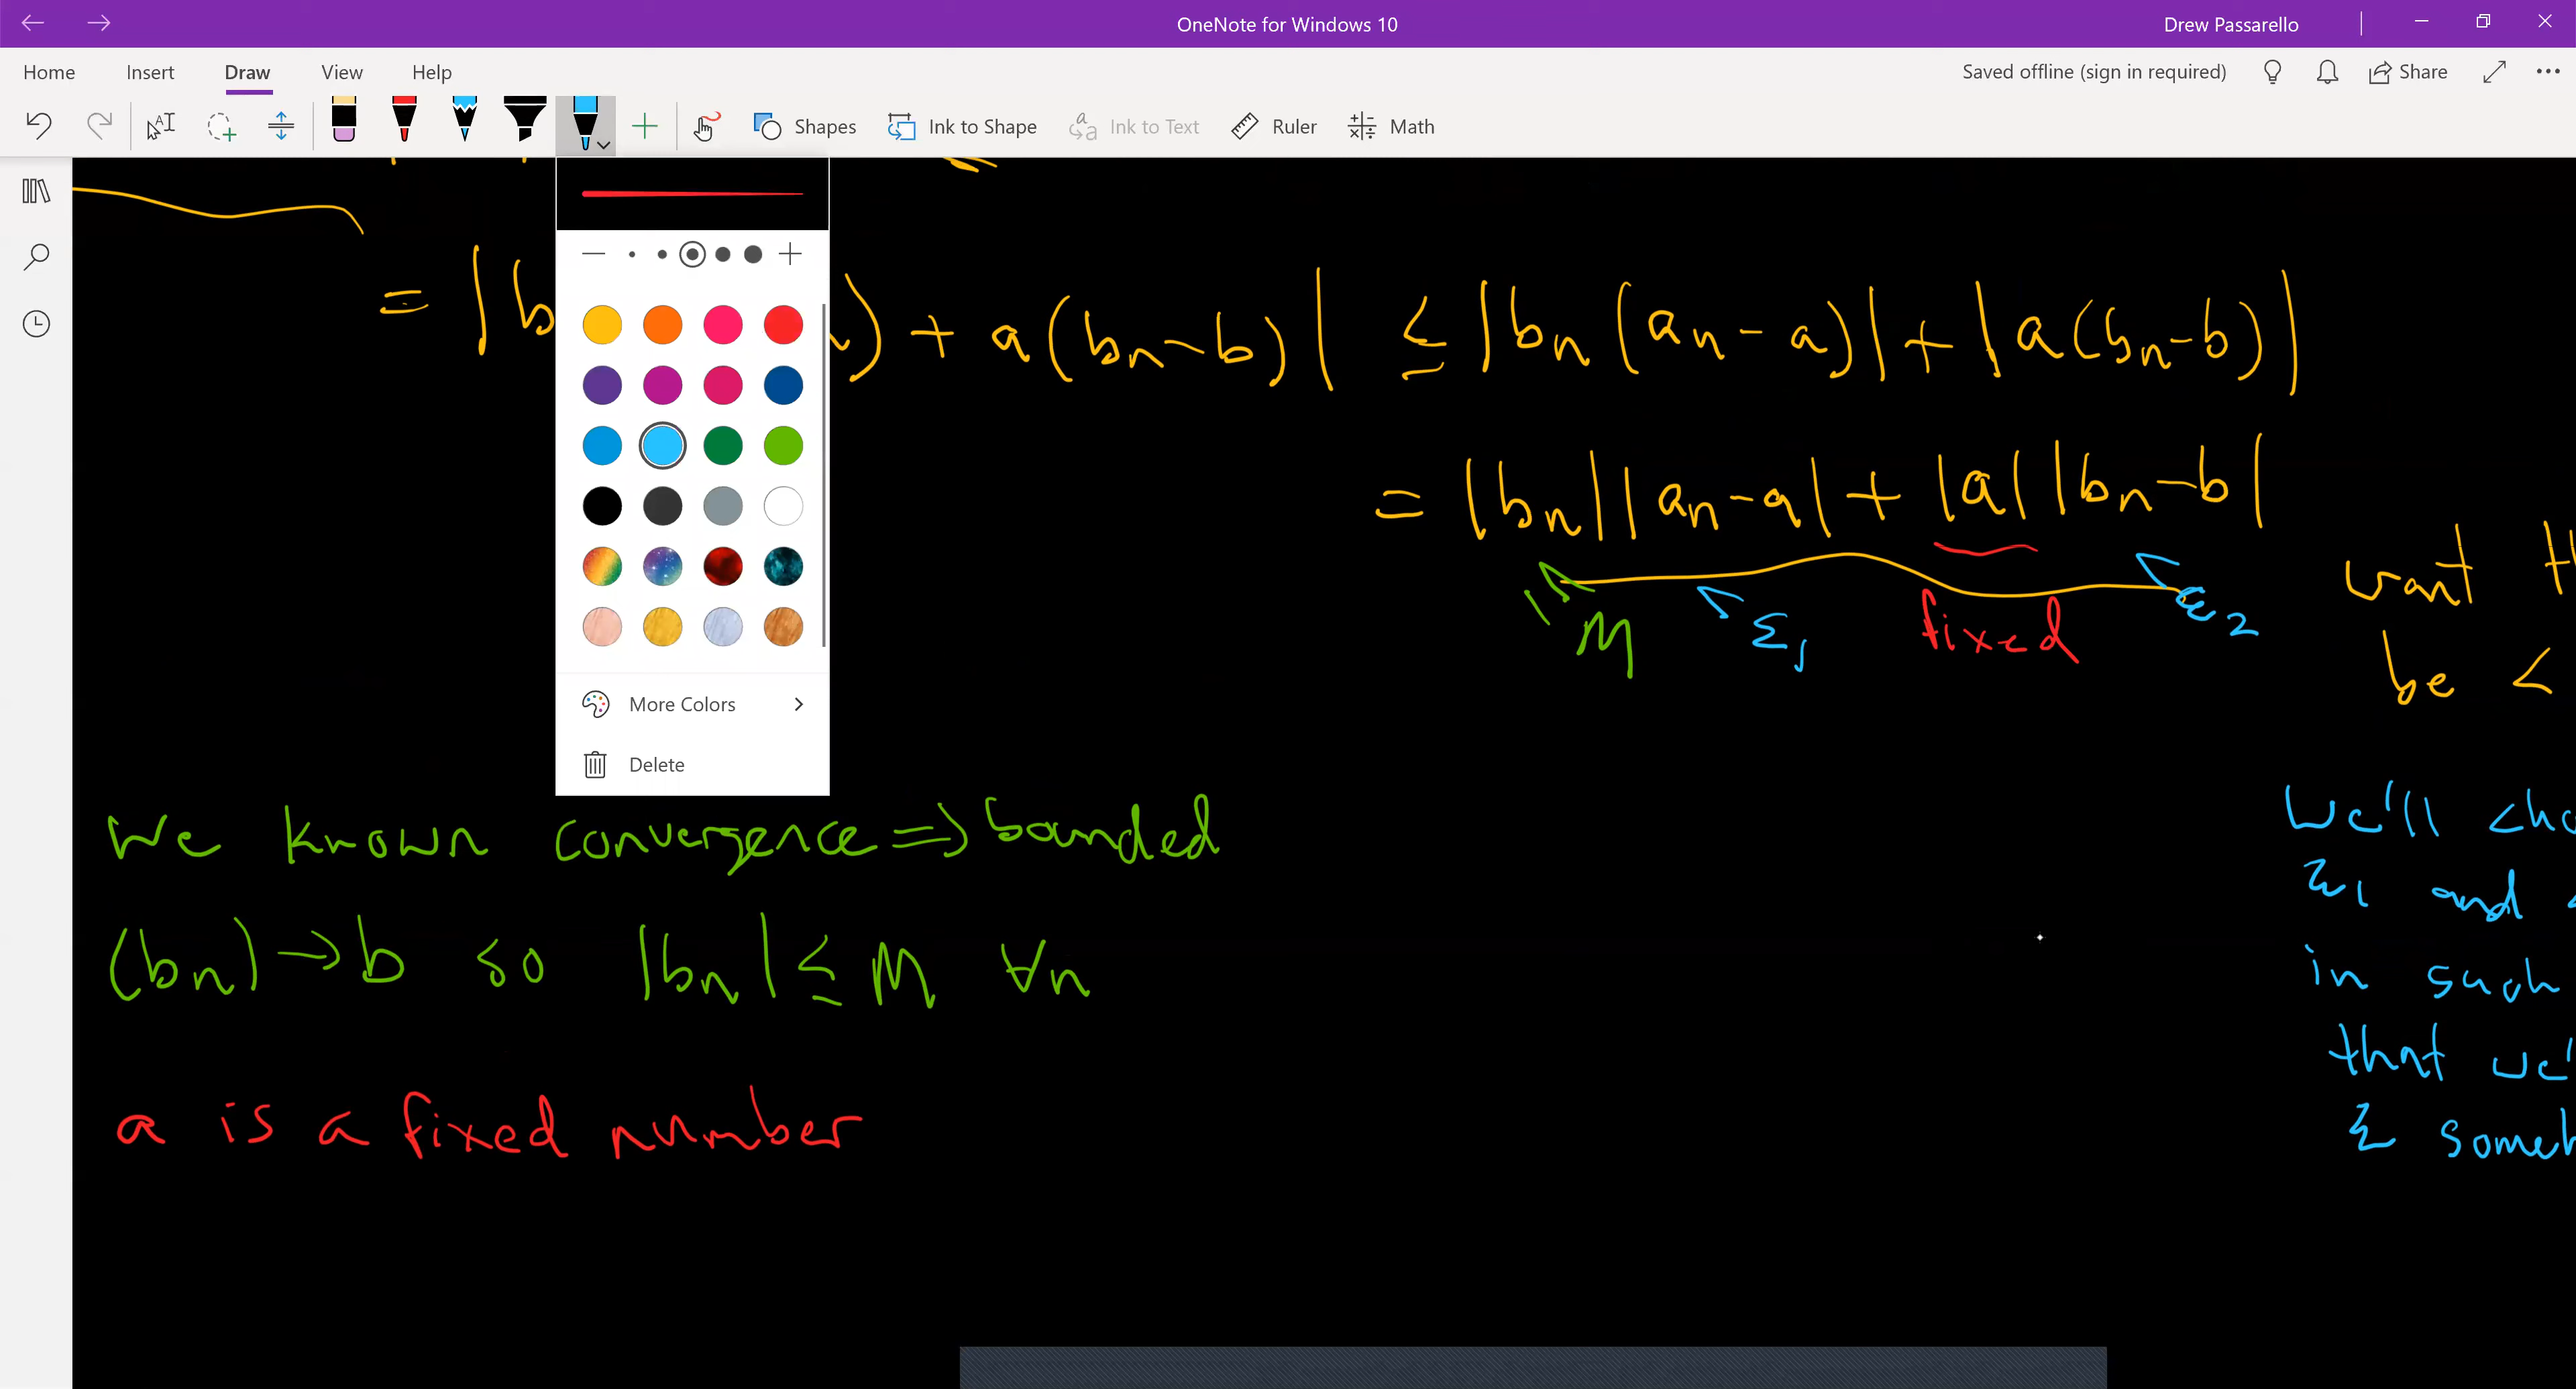 OneNote for Windows 10
Drew Passarello
Home Insert Draw View Help
Saved offline (sign in required) Share
Shapes Ink to Shape Ink to Text Ruler Math
= |b ) + a(bn-b)| ≤ |bn(an-a)| + |a(bn-b)|
= |bn||an-a| + |a||bn-b|
M ε1 fixed ε2
want
be <
More Colors
Delete
We known convergence => bounded
(bn) → b so |bn| ≤ M ∀n
a is a fixed number
We'll
ε1 and
in such
that
ε